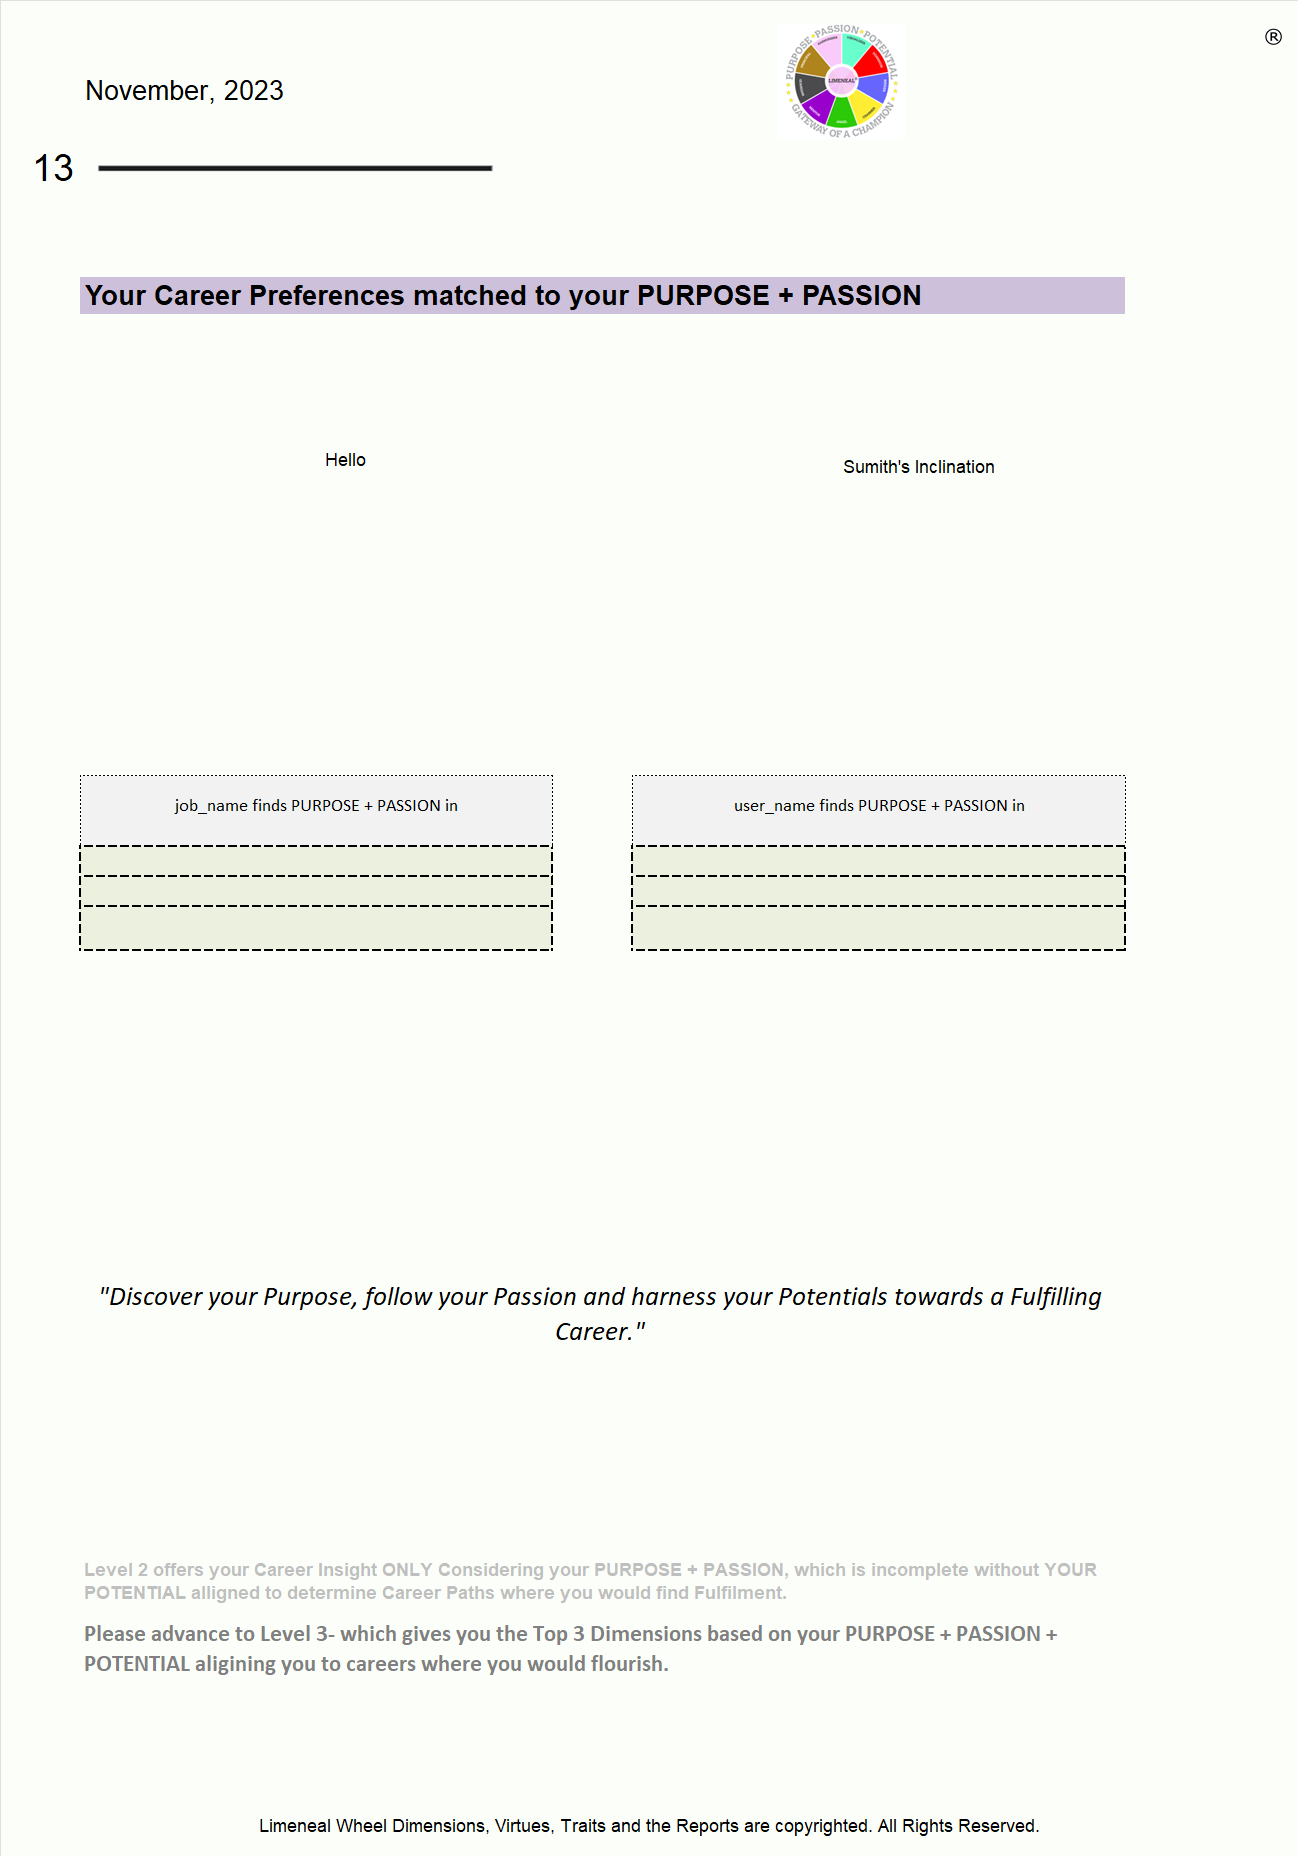 ®
PURPOSE PASSION POTENTIAL
LIMENEAL
GATEWAY OF A CHAMPION
November, 2023
13
Your Career Preferences matched to your PURPOSE + PASSION
Hello
Sumith's Inclination
job_name finds PURPOSE + PASSION in
user_name finds PURPOSE + PASSION in
"Discover your Purpose, follow your Passion and harness your Potentials towards a Fulfilling
Career."
Level 2 offers your Career Insight ONLY Considering your PURPOSE + PASSION, which is incomplete without YOUR
POTENTIAL alligned to determine Career Paths where you would find Fulfilment.
Please advance to Level 3- which gives you the Top 3 Dimensions based on your PURPOSE + PASSION +
POTENTIAL aligining you to careers where you would flourish.
Limeneal Wheel Dimensions, Virtues, Traits and the Reports are copyrighted. All Rights Reserved.